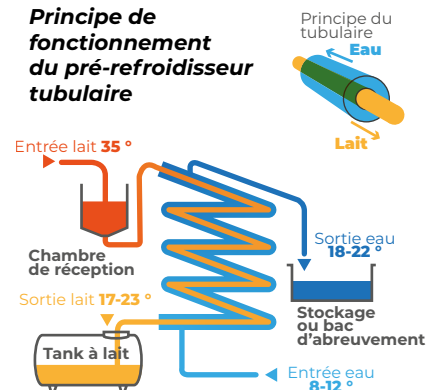 Principe de
fonctionnement
du pré-refroidisseur
tubulaire
Principe du
tubulaire
Eau
Lait
Entrée lait 35 °
Chambre
de réception
Sortie eau
18-22 °
Sortie lait 17-23 °
Stockage
ou bac
d'abreuvement
Tank à lait
Entrée eau
8-12 °